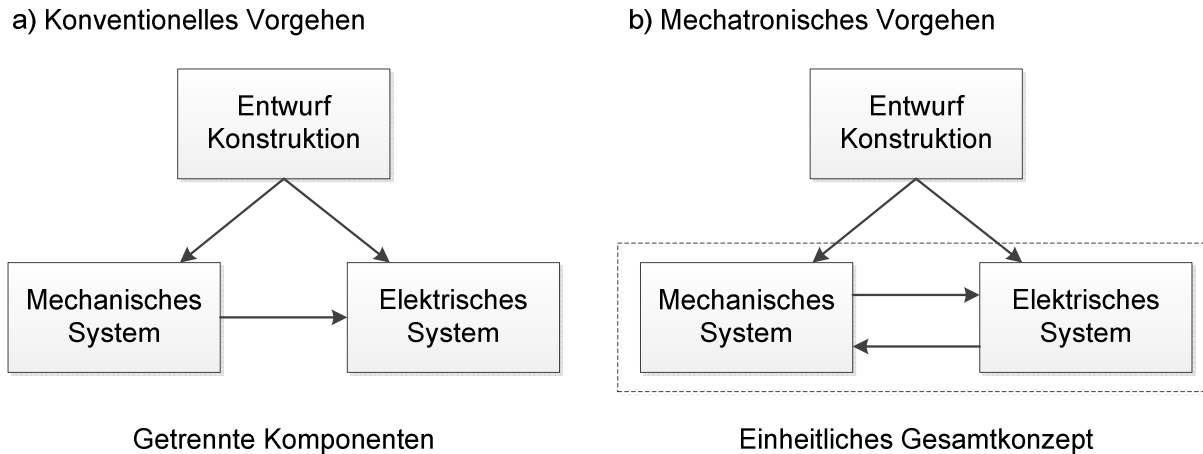 a) Konventionelles Vorgehen
Entwurf
Konstruktion
Mechanisches
System
Elektrisches
System
Getrennte Komponenten
b) Mechatronisches Vorgehen
Entwurf
Konstruktion
Mechanisches
System
Elektrisches
System
Einheitliches Gesamtkonzept